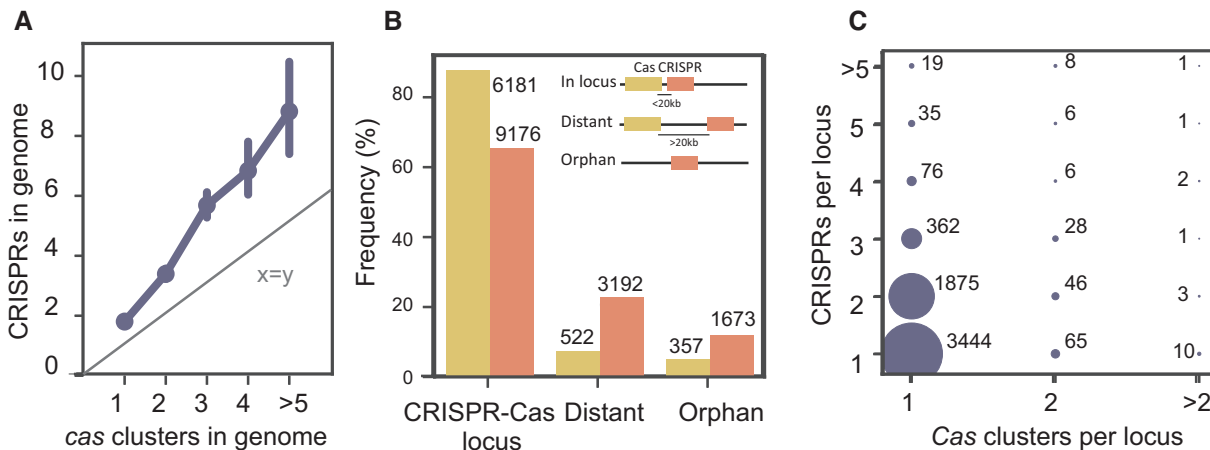 A
CRISPRs in genome
10
8
6
4
2
0
x=y
1 2 3 4 >5
cas clusters in genome
B
Frequency (%)
80
60
40
20
0
6181
9176
522
3192
357
1673
Cas CRISPR
In locus
<20kb
Distant
>20kb
Orphan
CRISPR-Cas Distant Orphan
locus
C
CRISPRs per locus
>5 19 8 1
5 35 6 1
4 76 6 2
3 362 28 1
2 1875 46 3
1 3444 65 10
1 2 >2
Cas clusters per locus